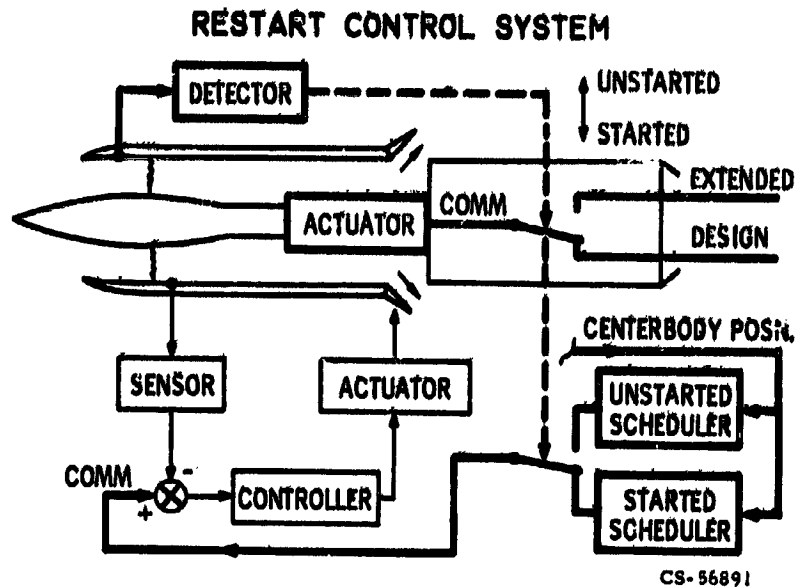 RESTART CONTROL SYSTEM
DETECTOR
UNSTARTED
STARTED
EXTENDED
COMM
ACTUATOR
DESIGN
CENTERBODY POSN.
SENSOR
ACTUATOR
UNSTARTED
SCHEDULER
COMM
-
+
CONTROLLER
STARTED
SCHEDULER
CS-56891